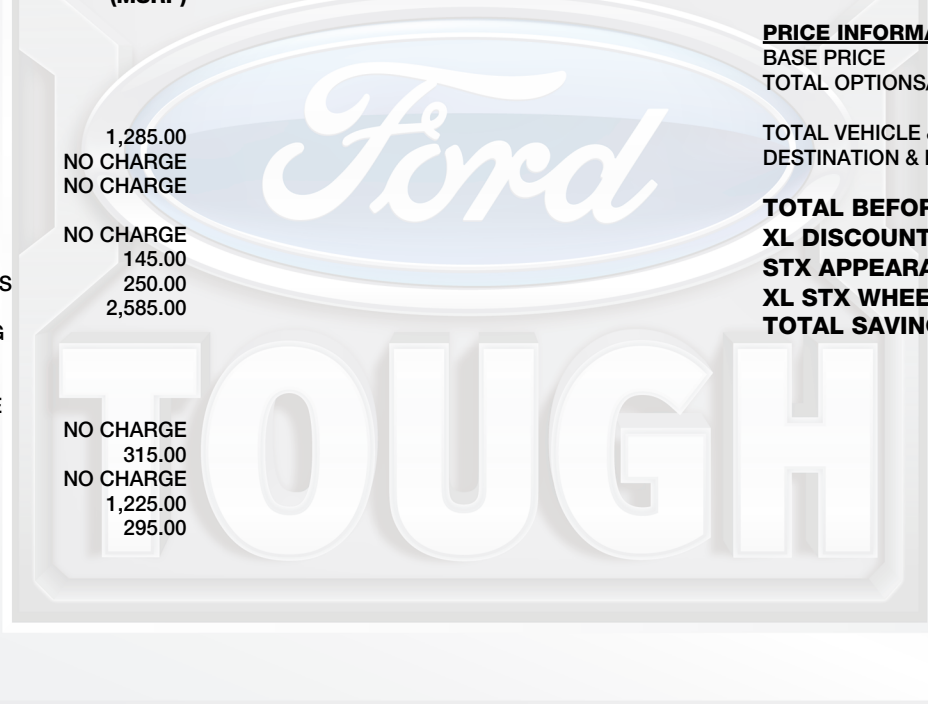 (MSRP)
1,285.00
NO CHARGE
NO CHARGE
NO CHARGE
145.00
S 250.00
2,585.00
G
E
NO CHARGE
315.00
NO CHARGE
1,225.00
295.00
Ford
TOUGH
PRICE INFORMA
BASE PRICE
TOTAL OPTIONS/
TOTAL VEHICLE &
DESTINATION &
TOTAL BEFOR
XL DISCOUNT
STX APPEARA
XL STX WHEE
TOTAL SAVIN